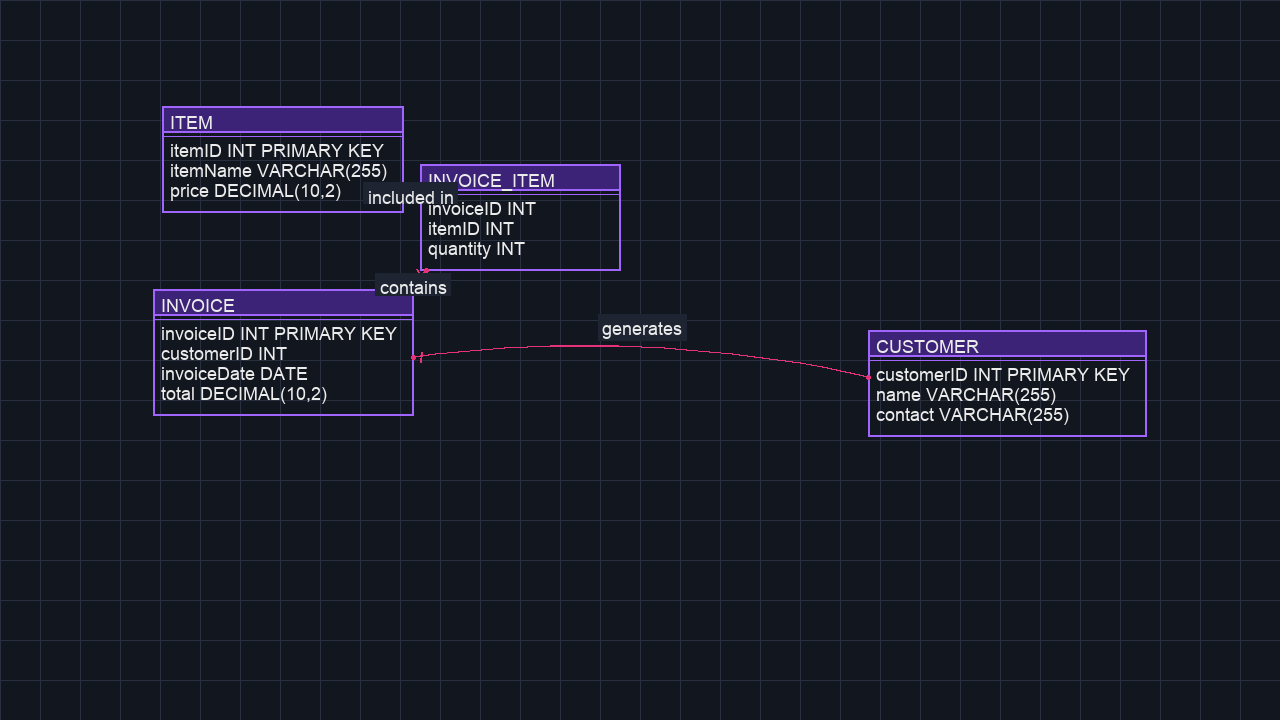 ITEM
itemID INT PRIMARY KEY
itemName VARCHAR(255)
price DECIMAL(10,2)
included in
INVOICE_ITEM
invoiceID INT
itemID INT
quantity INT
contains
INVOICE
invoiceID INT PRIMARY KEY
customerID INT
invoiceDate DATE
total DECIMAL(10,2)
generates
CUSTOMER
customerID INT PRIMARY KEY
name VARCHAR(255)
contact VARCHAR(255)